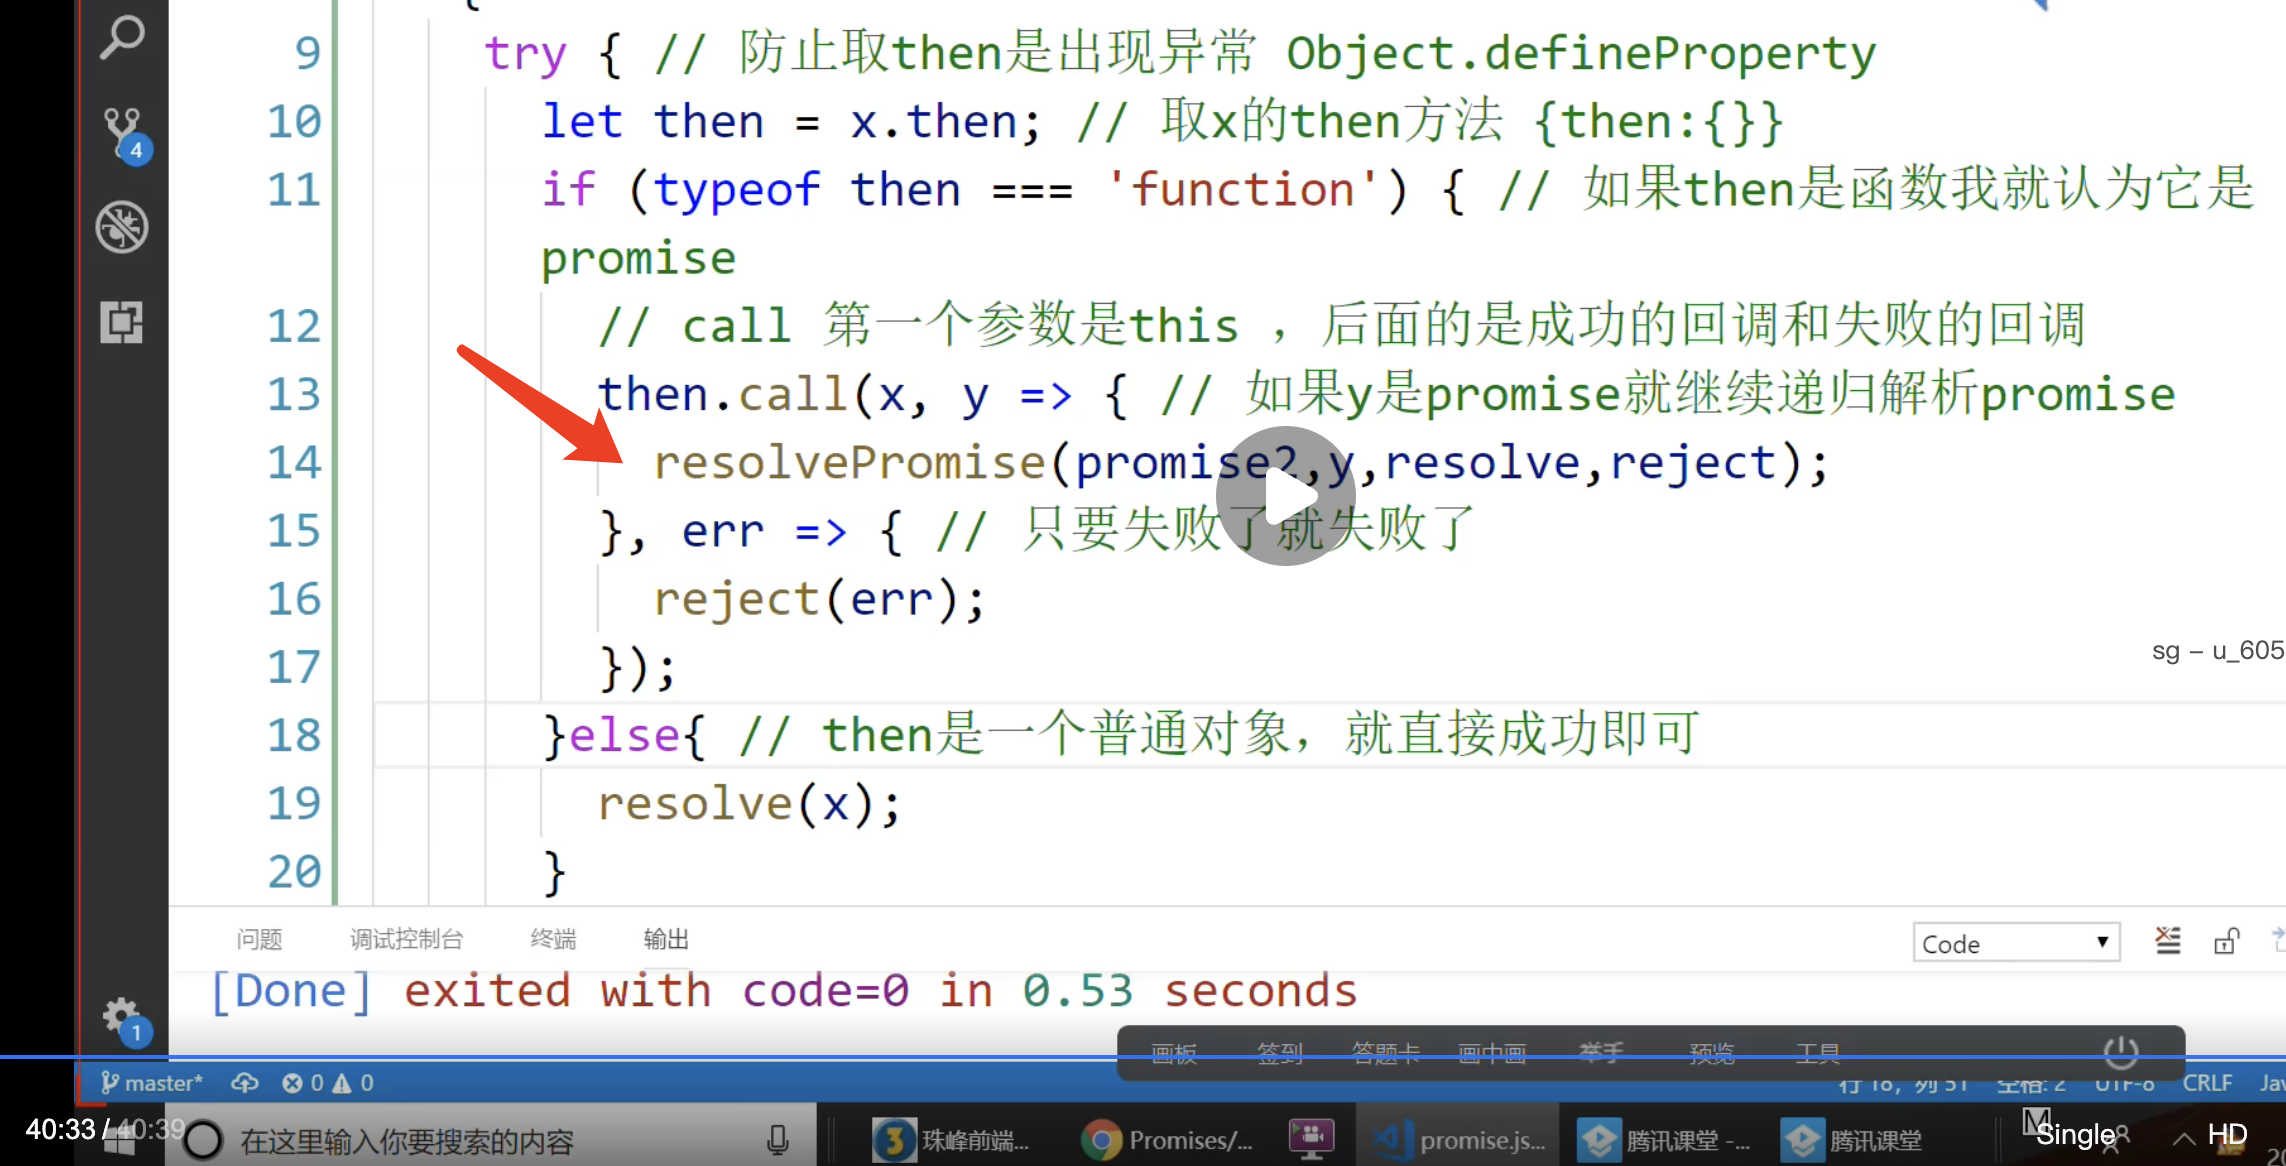 9 try { // 防止取then是出现异常 Object.defineProperty
10 let then = x.then; // 取x的then方法 {then:{}}
11 if (typeof then === 'function') { // 如果then是函数我就认为它是
promise
12 // call 第一个参数是this ，后面的是成功的回调和失败的回调
13 then.call(x, y => { // 如果y是promise就继续递归解析promise
14 resolvePromise(promise2,y,resolve,reject);
15 }, err => { // 只要失败了就失败了
16 reject(err);
17 });
18 }else{ // then是一个普通对象，就直接成功即可
19 resolve(x);
20 }
4
sg – u_605
问题 调试控制台 终端 输出 Code
[Done] exited with code=0 in 0.53 seconds
1
画板 签到 答题卡 画中画 举手 预览 工具
master* 0 0 行 18，列 51 空格: 2 UTF-8 CRLF
40:33 / 40:39 在这里输入你要搜索的内容 珠峰前端... Promises/... promise.js... 腾讯课堂 -... 腾讯课堂 M Single HD